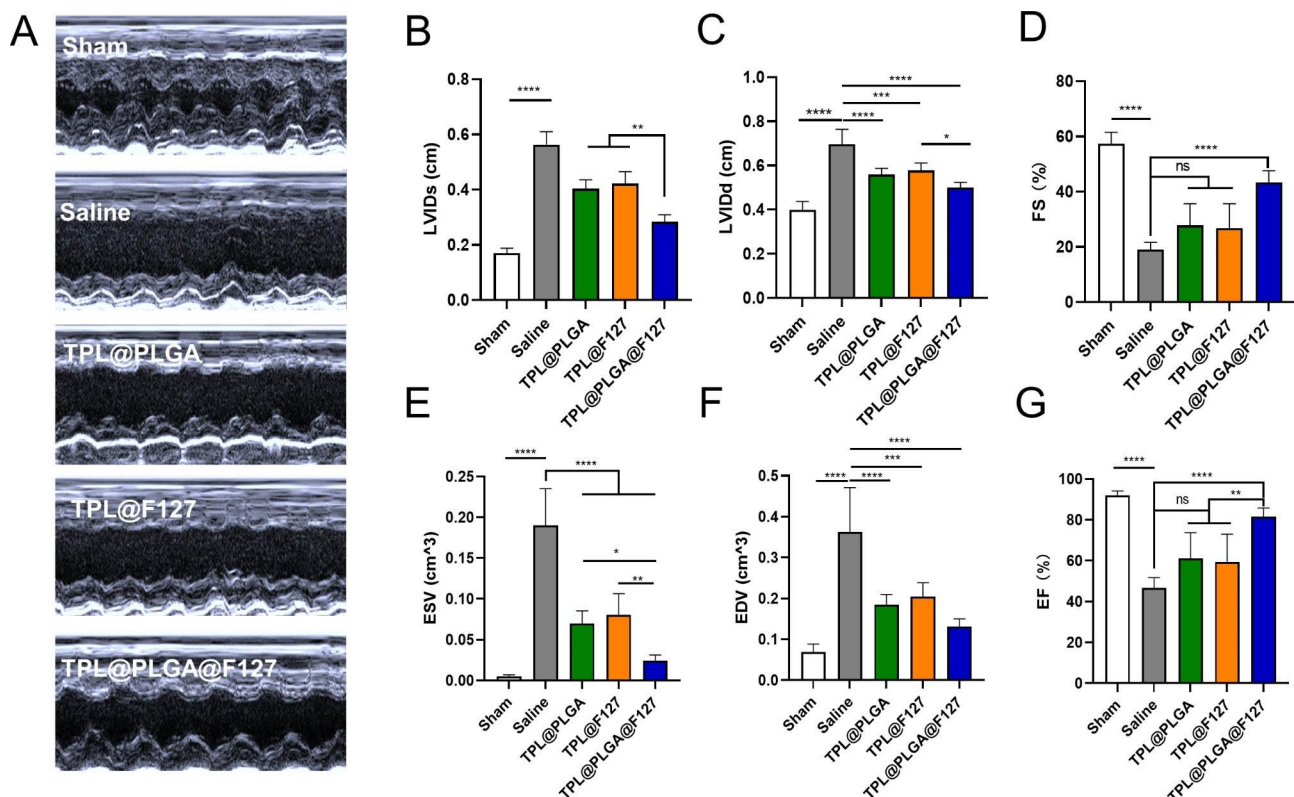 A
Sham
Saline
TPL@PLGA
TPL@F127
TPL@PLGA@F127
B
LVIDs (cm)
0.8
0.6
0.4
0.2
0.0
****
**
Sham
Saline
TPL@PLGA
TPL@F127
TPL@PLGA@F127
C
LVIDd (cm)
1.0
0.8
0.6
0.4
0.2
0.0
****
***
**** ****
*
Sham
Saline
TPL@PLGA
TPL@F127
TPL@PLGA@F127
D
FS (%)
80
60
40
20
0
****
****
ns
Sham
Saline
TPL@PLGA
TPL@F127
TPL@PLGA@F127
E
ESV (cm^3)
0.25
0.20
0.15
0.10
0.05
0.00
****
****
*
**
Sham
Saline
TPL@PLGA
TPL@F127
TPL@PLGA@F127
F
EDV (cm^3)
0.5
0.4
0.3
0.2
0.1
0.0
****
***
**** ****
Sham
Saline
TPL@PLGA
TPL@F127
TPL@PLGA@F127
G
EF (%)
100
80
60
40
20
0
****
****
ns **
Sham
Saline
TPL@PLGA
TPL@F127
TPL@PLGA@F127